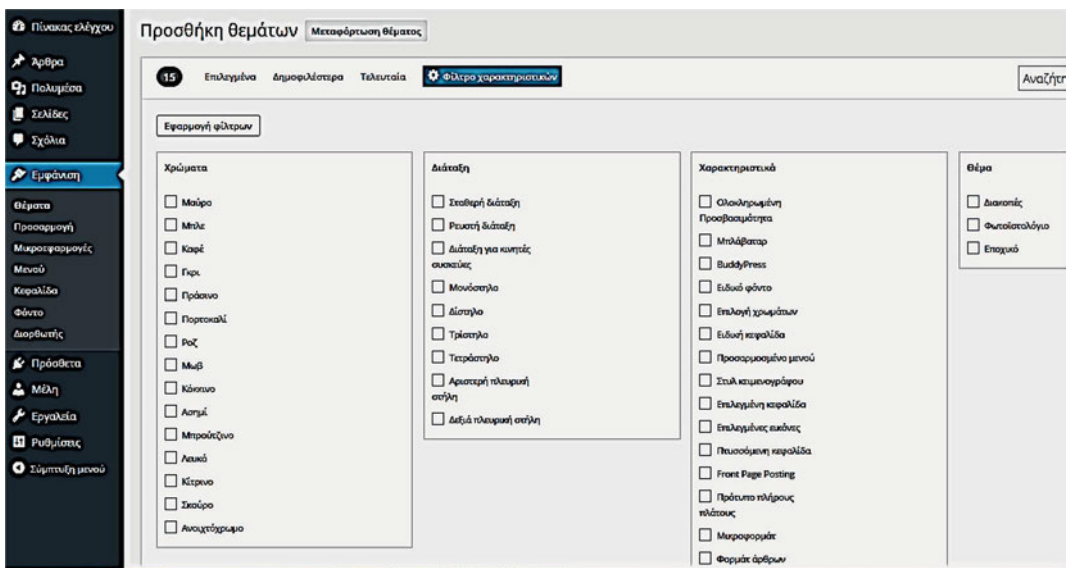 Πίνακας ελέγχου
Άρθρα
Πολυμέσα
Σελίδες
Σχόλια
Εμφάνιση
Θέματα
Προσαρμογή
Μικροεφαρμογές
Μενού
Κεφαλίδα
Φόντο
Διορθωτής
Πρόσθετα
Μέλη
Εργαλεία
Ρυθμίσεις
Σύμπτυξη μενού
Προσθήκη θεμάτων Μεταφόρτωση θέματος
15 Επιλεγμένα Δημοφιλέστερα Τελευταία Φίλτρο χαρακτηριστικών Αναζήτη
Εφαρμογή φίλτρων
Χρώματα
Μαύρο
Μπλε
Καφέ
Γκρι
Πράσινο
Πορτοκαλί
Ροζ
Μωβ
Κόκκινο
Ασημί
Μπρούτζινο
Λευκό
Κίτρινο
Σκούρο
Ανοιχτόχρωμο
Διάταξη
Σταθερή διάταξη
Ρευστή διάταξη
Διάταξη για κινητές
συσκεύες
Μονόστηλο
Δίστηλο
Τρίστηλο
Τετράστηλο
Αριστερή πλευρική
στήλη
Δεξιά πλευρική στήλη
Χαρακτηριστικά
Ολοκληρωμένη
Προσβασιμότητα
Μπλάβαταρ
BuddyPress
Ειδικό φόντο
Επιλογή χρωμάτων
Ειδική κεφαλίδα
Προσαρμοσμένο μενού
Στυλ κειμενογράφου
Επιλεγμένη κεφαλίδα
Επιλεγμένες εικόνες
Πτυσσόμενη κεφαλίδα
Front Page Posting
Πρότυπο πλήρους
πλάτους
Μικροφορμάτ
Φορμάτ άρθρων
Θέμα
Διακοπές
Φωτοϊστολόγιο
Εποχικό